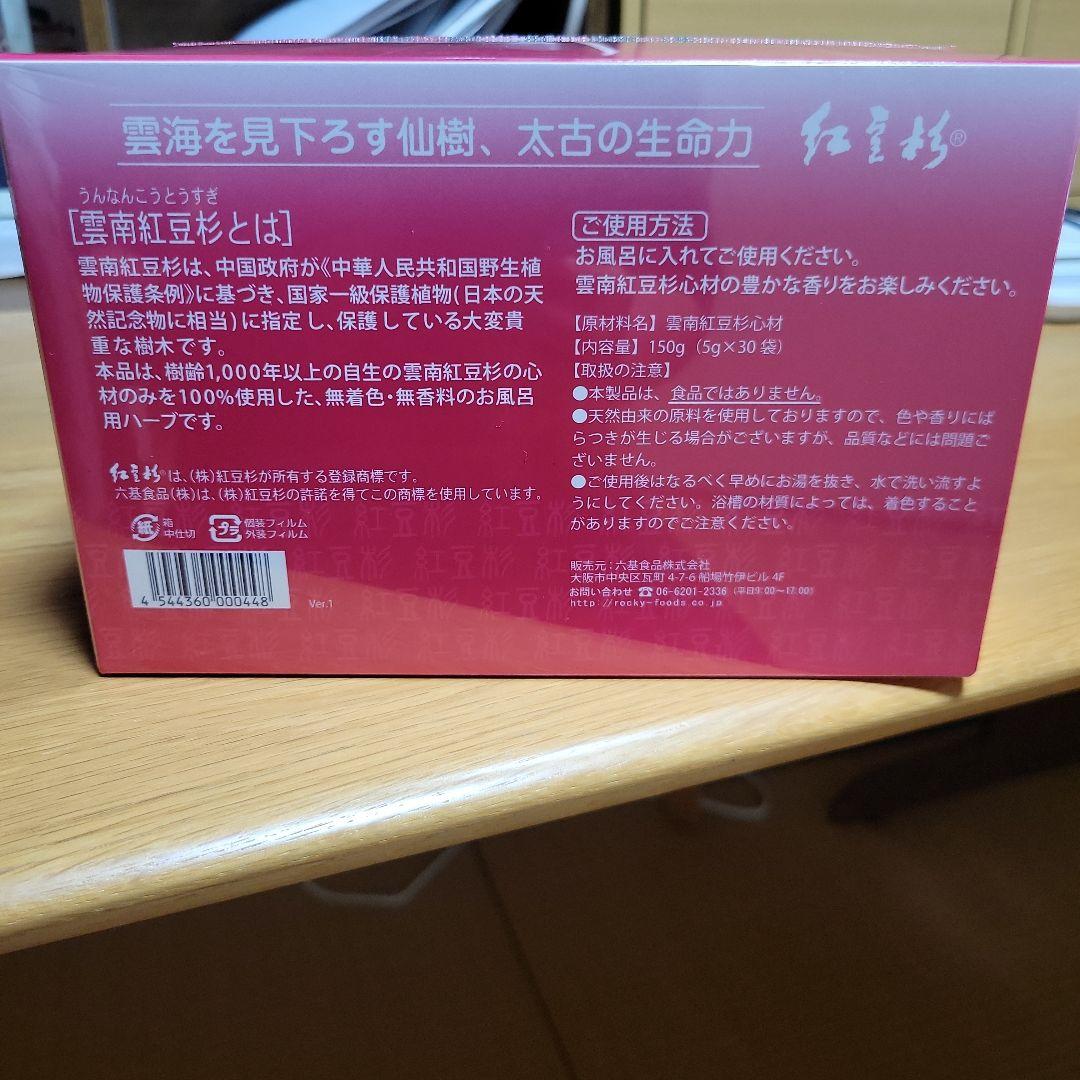 雲海を見下ろす仙樹、太古の生命力
紅豆杉®
うんなんこうとうすぎ
[雲南紅豆杉とは]
雲南紅豆杉は、中国政府が《中華人民共和国野生植
物保護条例》に基づき、国家一級保護植物(日本の天
然記念物に相当)に指定し、保護している大変貴
重な樹木です。
本品は、樹齢1,000年以上の自生の雲南紅豆杉の心
材のみを100%使用した、無着色・無香料のお風呂
用ハーブです。
紅豆杉®は、(株)紅豆杉が所有する登録商標です。
六基食品(株)は、(株)紅豆杉の許諾を得てこの商標を使用しています。
紙 箱
中仕切
プラ 個装フィルム
外装フィルム
4 544360 000448
Ver.1
ご使用方法
お風呂に入れてご使用ください。
雲南紅豆杉心材の豊かな香りをお楽しみください。
【原材料名】雲南紅豆杉心材
【内容量】150g（5g×30袋）
【取扱の注意】
●本製品は、食品ではありません。
●天然由来の原料を使用しておりますので、色や香りにば
らつきが生じる場合がございますが、品質などには問題ご
ざいません。
●ご使用後はなるべく早めにお湯を抜き、水で洗い流すよ
うにしてください。浴槽の材質によっては、着色すること
がありますのでご注意ください。
販売元：六基食品株式会社
大阪市中央区瓦町4-7-6 船場竹伊ビル4F
お問い合わせ ☎ 06-6201-2336（平日9:00～17:00）
http://rocky-foods.co.jp
紅豆杉 紅豆杉 紅豆杉 紅豆杉 紅豆杉